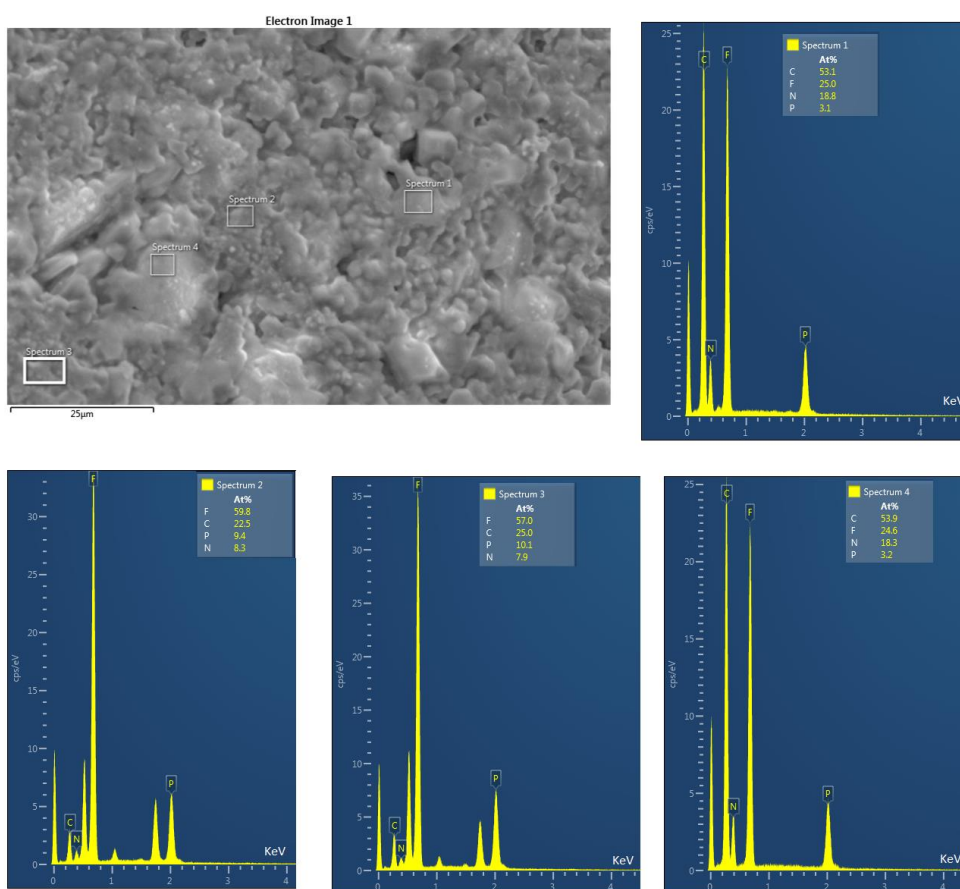 Electron Image 1
Spectrum 1
Spectrum 2
Spectrum 4
Spectrum 3
25µm
25
20
15
10
5
0
cps/eV
C
F
N
P
Spectrum 1
At%
C 53.1
F 25.0
N 18.8
P 3.1
KeV
0 1 2 3 4
30
25
20
15
10
5
0
cps/eV
F
C
N
P
Spectrum 2
At%
F 59.8
C 22.5
P 9.4
N 8.3
KeV
0 1 2 3 4
35
30
25
20
15
10
5
0
cps/eV
F
C
N
P
Spectrum 3
At%
F 57.0
C 25.0
P 10.1
N 7.9
KeV
0 1 2 3 4
25
20
15
10
5
0
cps/eV
C
F
N
P
Spectrum 4
At%
C 53.9
F 24.6
N 18.3
P 3.2
KeV
0 1 2 3 4